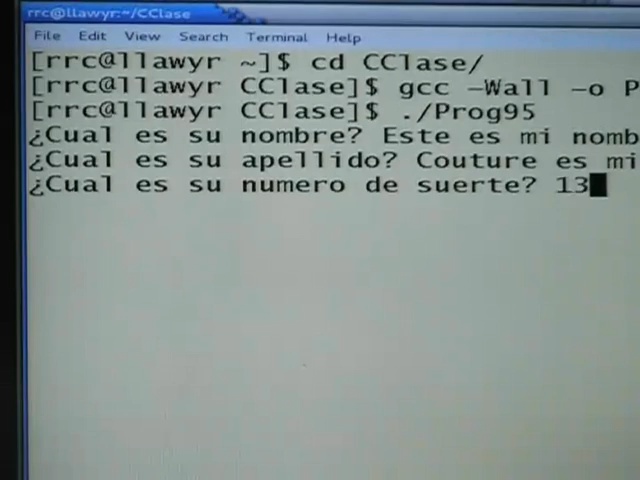 rrc@llawyr:~/CClase
File Edit View Search Terminal Help
[rrc@llawyr ~]$ cd CClase/
[rrc@llawyr CClase]$ gcc -Wall -o P
[rrc@llawyr CClase]$ ./Prog95
¿Cual es su nombre? Este es mi nomb
¿Cual es su apellido? Couture es mi
¿Cual es su numero de suerte? 13